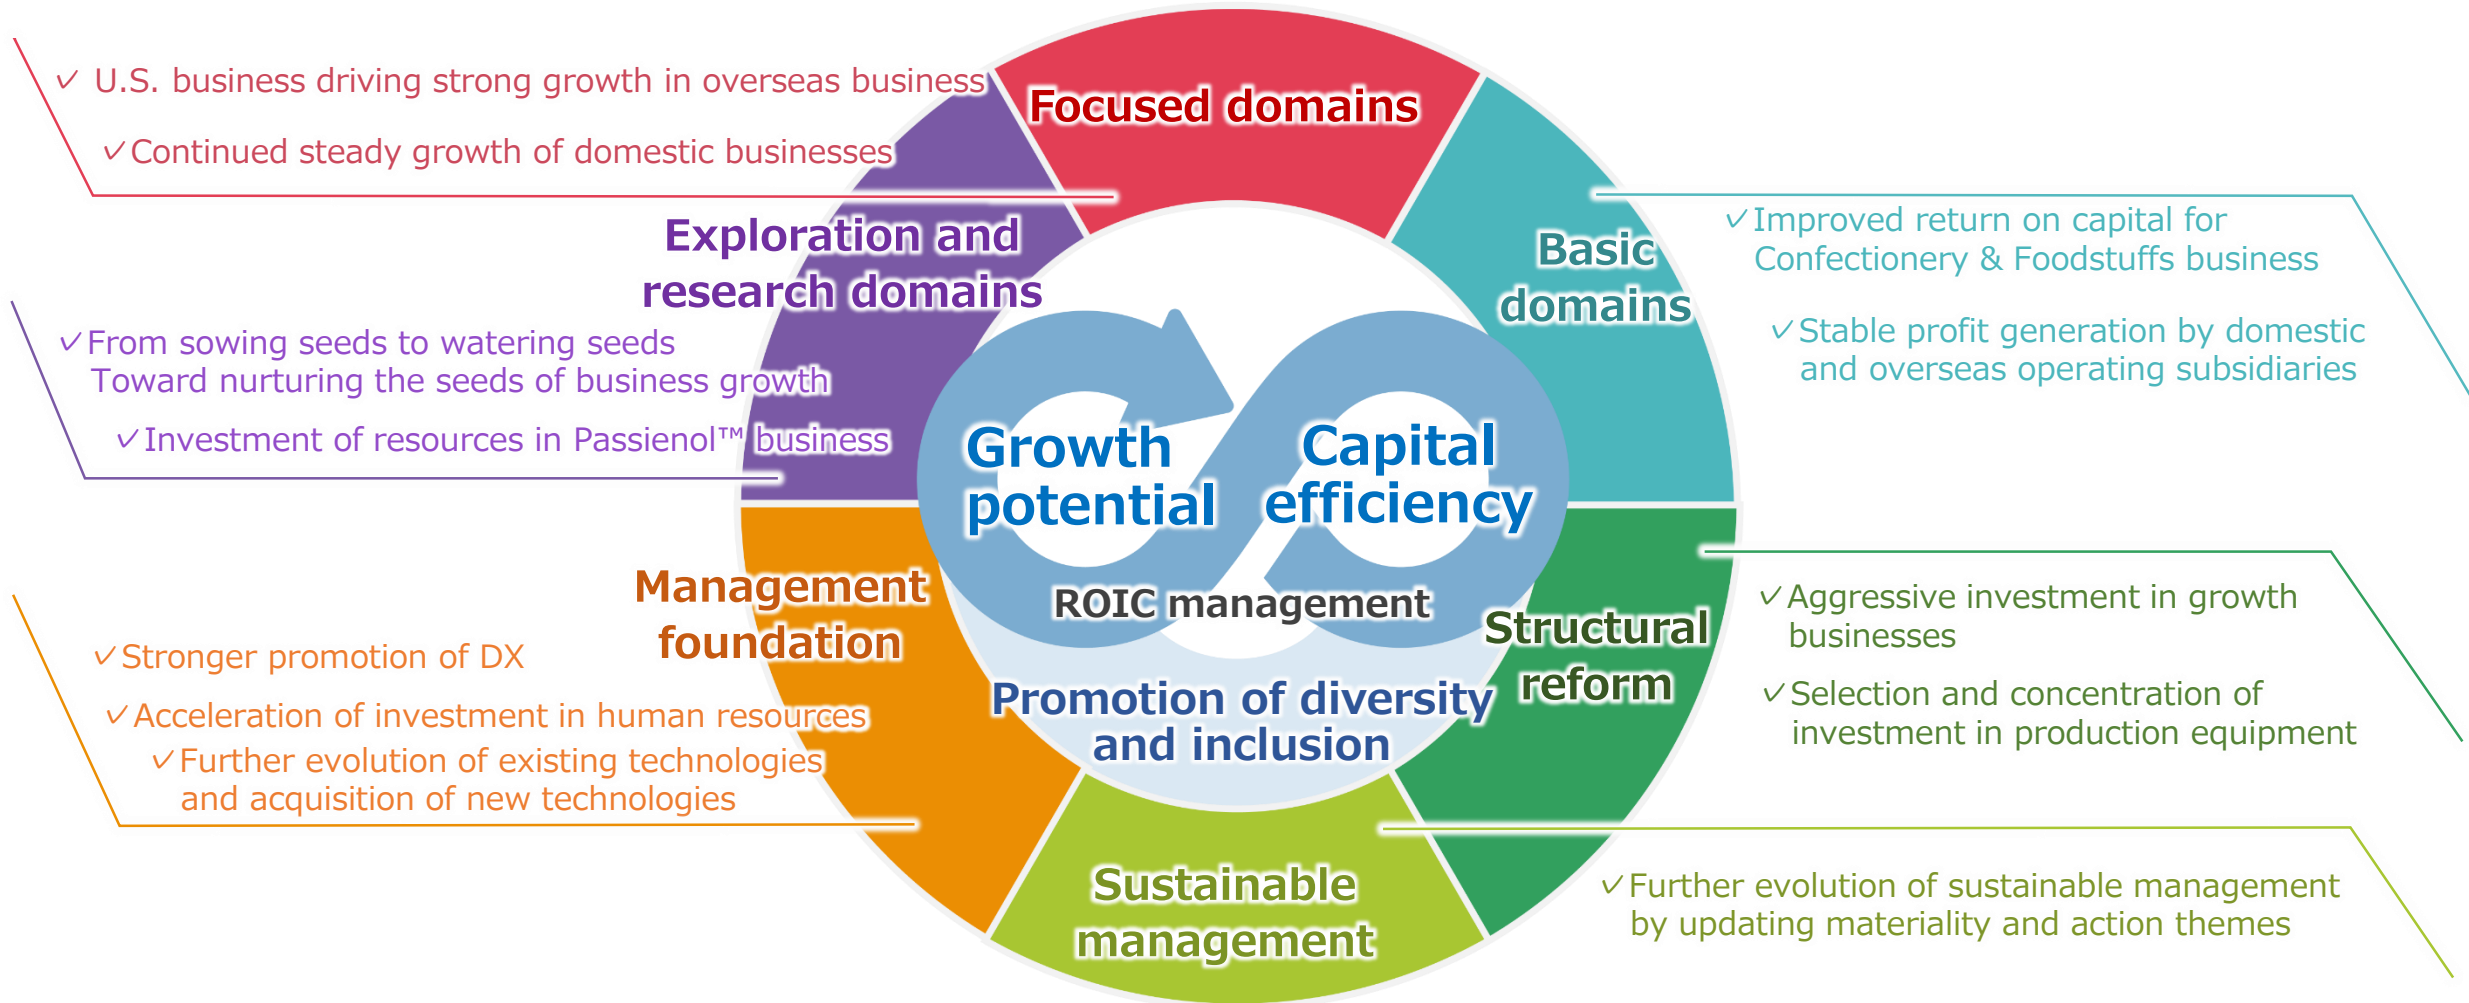 Focused domains
✓ U.S. business driving strong growth in overseas business
✓Continued steady growth of domestic businesses
Basic
domains
✓Improved return on capital for
Confectionery & Foodstuffs business
✓Stable profit generation by domestic
and overseas operating subsidiaries
Exploration and
research domains
✓From sowing seeds to watering seeds
Toward nurturing the seeds of business growth
✓Investment of resources in Passienol™ business
Growth
potential
Capital
efficiency
ROIC management
Promotion of diversity
and inclusion
Structural
reform
✓Aggressive investment in growth
businesses
✓Selection and concentration of
investment in production equipment
Management
foundation
✓Stronger promotion of DX
✓Acceleration of investment in human resources
✓Further evolution of existing technologies
and acquisition of new technologies
Sustainable
management
✓Further evolution of sustainable management
by updating materiality and action themes